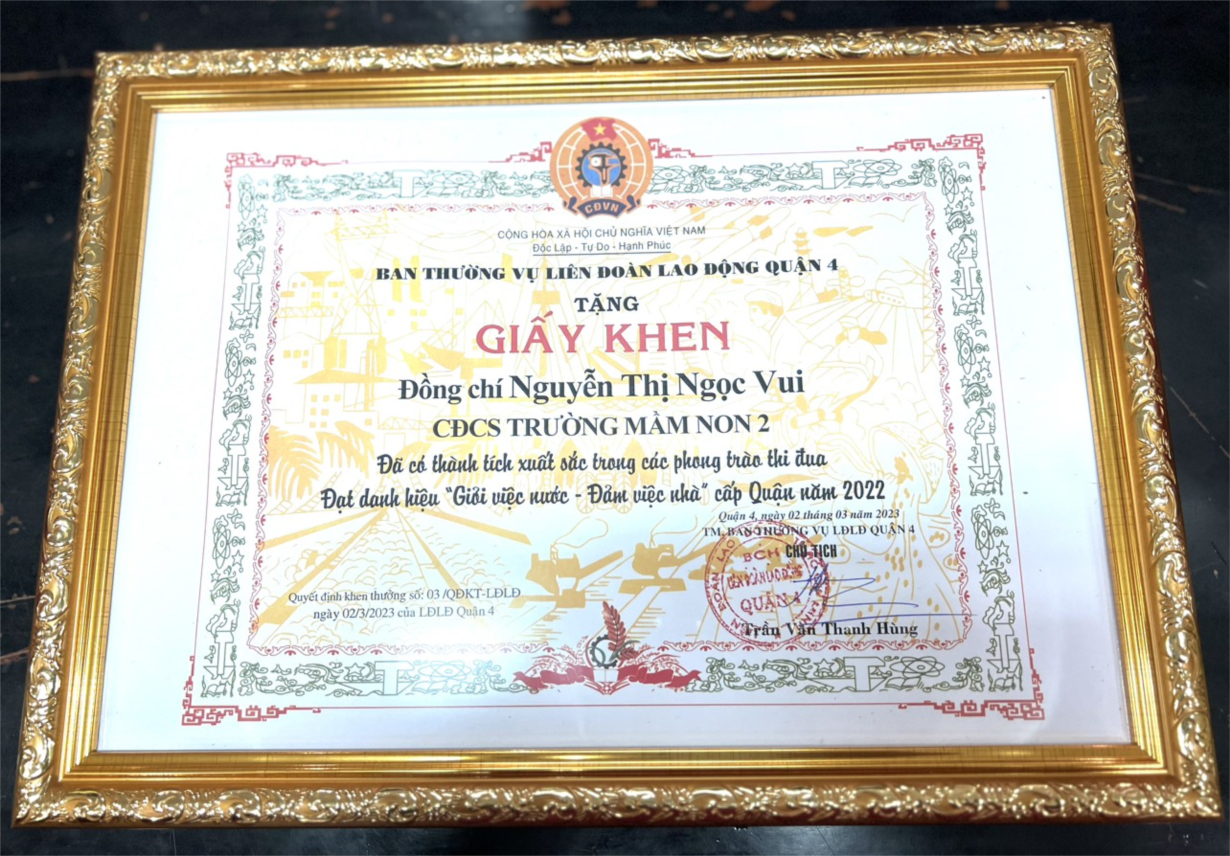 CĐVN
CỘNG HÒA XÃ HỘI CHỦ NGHĨA VIỆT NAM
Độc Lập - Tự Do - Hạnh Phúc
BAN THƯỜNG VỤ LIÊN ĐOÀN LAO ĐỘNG QUẬN 4
TẶNG
GIẤY KHEN
Đồng chí Nguyễn Thị Ngọc Vui
CĐCS TRƯỜNG MẦM NON 2
Đã có thành tích xuất sắc trong các phong trào thi đua
Đạt danh hiệu “Giỏi việc nước - Đảm việc nhà” cấp Quận năm 2022
Quận 4, ngày 02 tháng 03 năm 2023
TM. BAN THƯỜNG VỤ LĐLĐ QUẬN 4
CHỦ TỊCH
BCH
QUẬN 4
Trần Văn Thanh Hùng
Quyết định khen thưởng số: 03 /QĐKT-LĐLĐ
ngày 02/3/2023 của LĐLĐ Quận 4